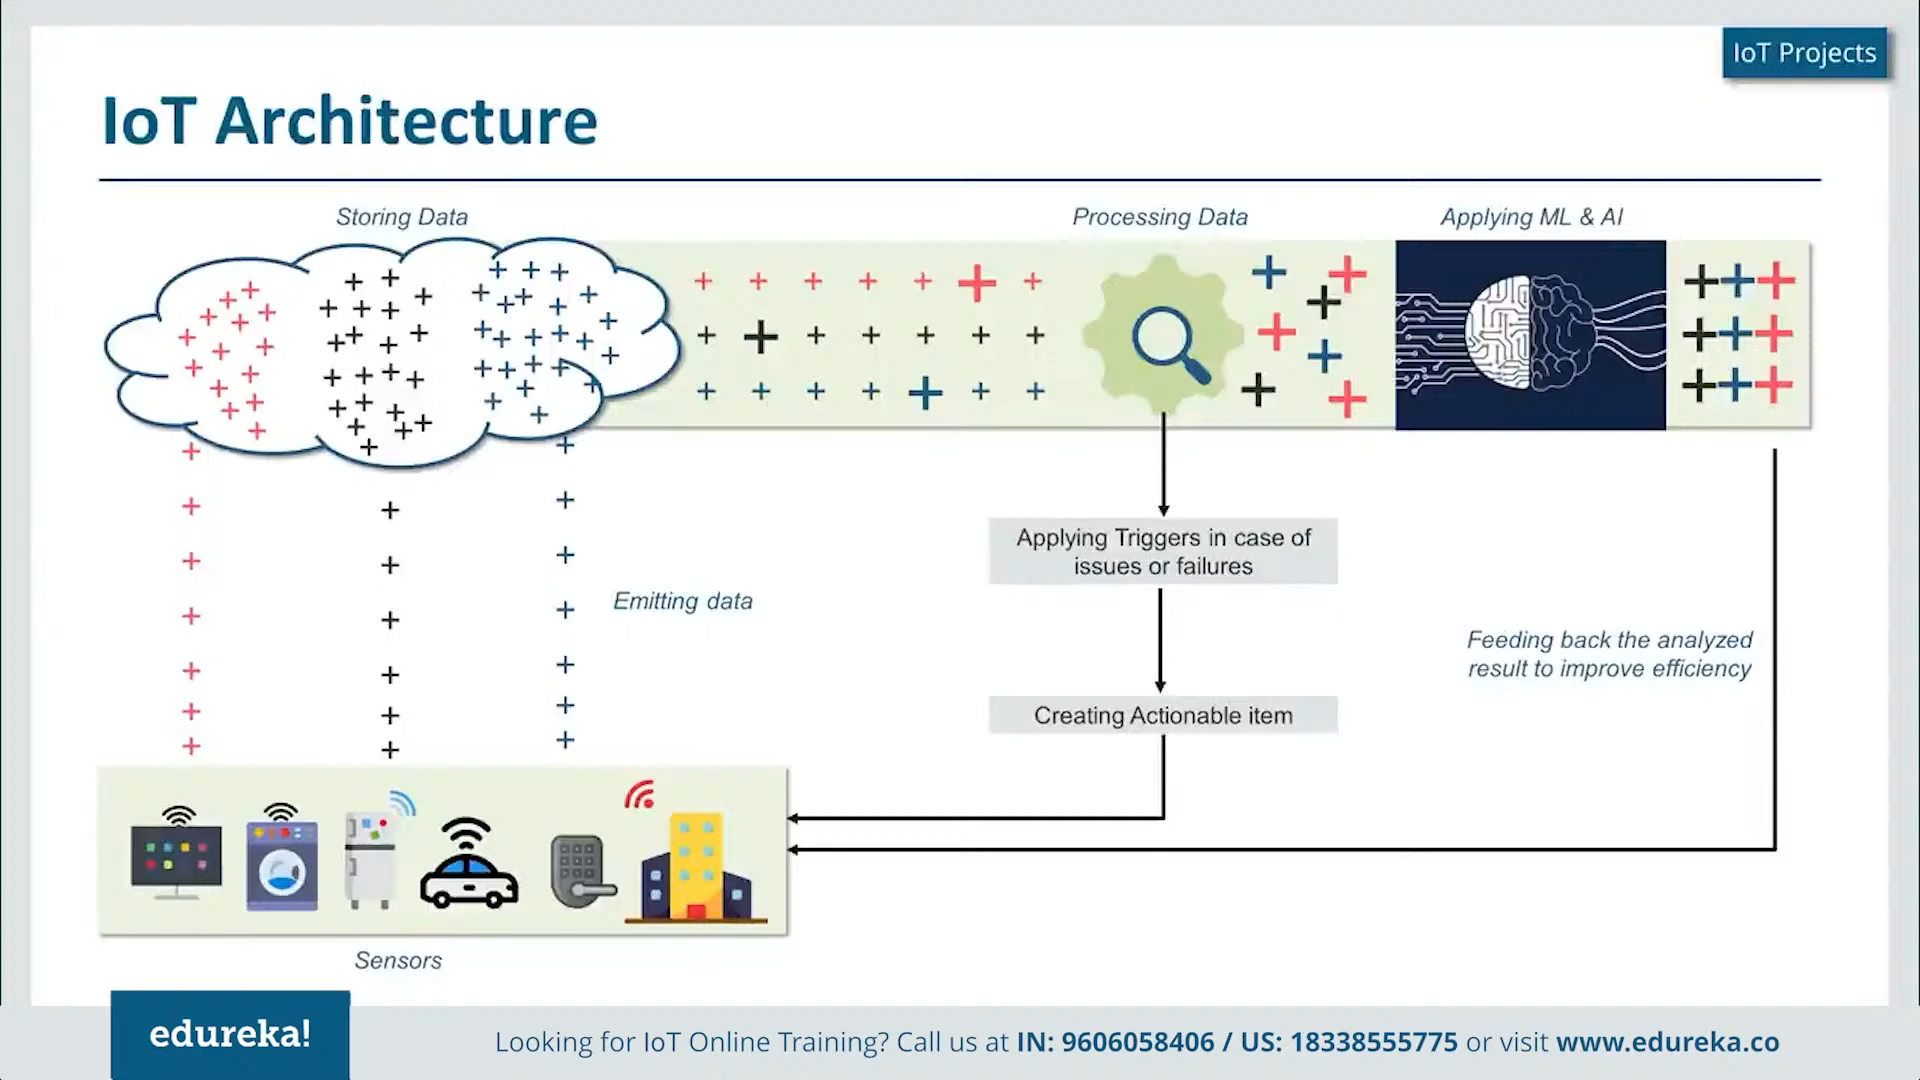 IoT Projects
IoT Architecture
Storing Data
Processing Data
Applying ML & AI
Applying Triggers in case of
issues or failures
Emitting data
Feeding back the analyzed
result to improve efficiency
Creating Actionable item
Sensors
edureka!
Looking for IoT Online Training? Call us at IN: 9606058406 / US: 18338555775 or visit www.edureka.co